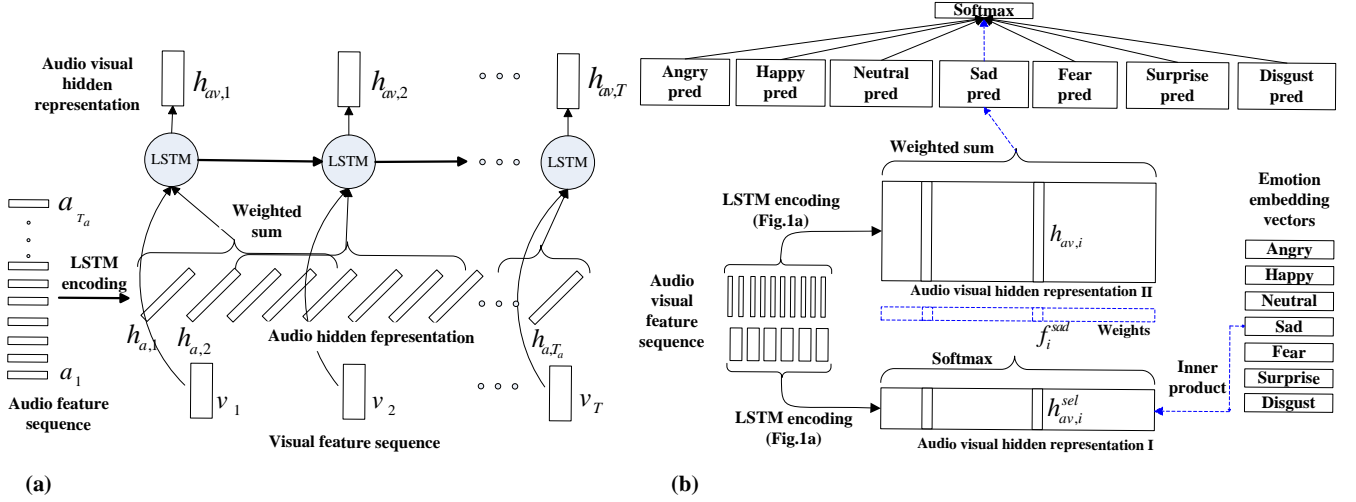 Audio visual
hidden
representation
h_{av,1}
h_{av,2}
h_{av,T}
LSTM
LSTM
LSTM
a_{T_a}
Weighted
sum
LSTM
encoding
h_{a,1}
h_{a,2}
Audio hidden fepresentation
h_{a,T_a}
a_1
Audio feature
sequence
v_1
v_2
v_T
Visual feature sequence
(a)
Softmax
Angry
pred
Happy
pred
Neutral
pred
Sad
pred
Fear
pred
Surprise
pred
Disgust
pred
Weighted sum
LSTM encoding
(Fig.1a)
h_{av,i}
Audio visual hidden representation II
Audio
visual
feature
sequence
f_i^{sad}
Weights
Softmax
h_{av,i}^{sel}
LSTM encoding
(Fig.1a)
Audio visual hidden representation I
Inner
product
Emotion
embedding
vectors
Angry
Happy
Neutral
Sad
Fear
Surprise
Disgust
(b)